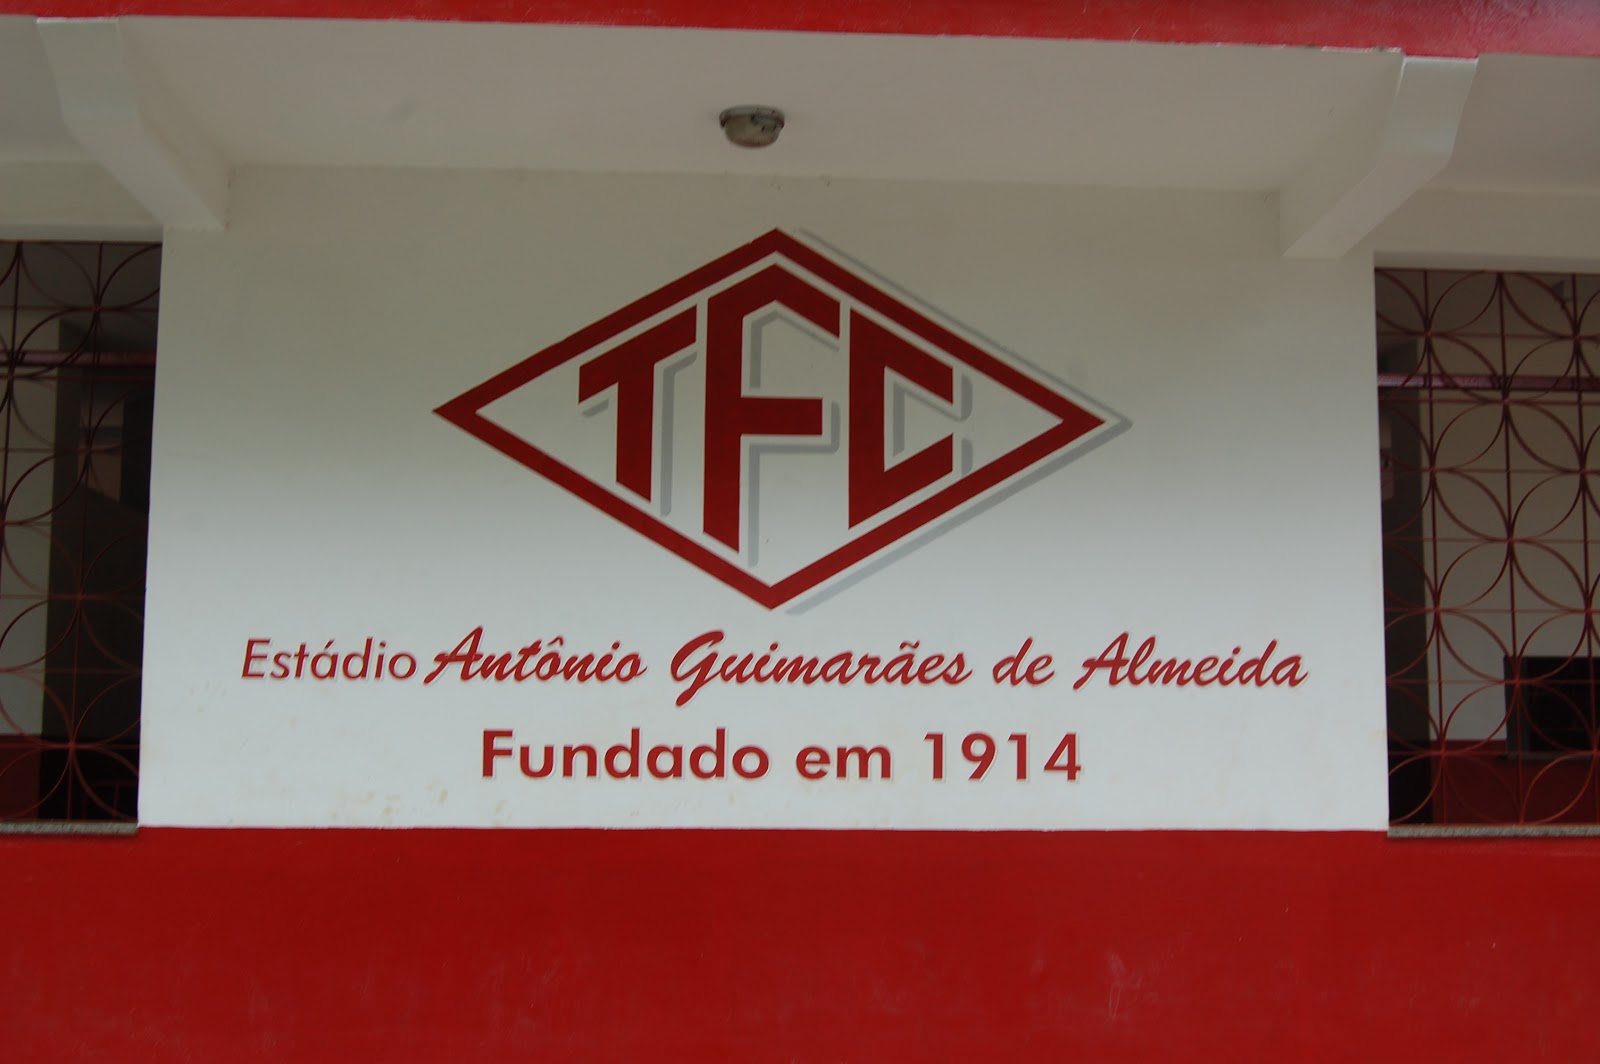 TFC
Estádio Antônio Guimarães de Almeida
Fundado em 1914